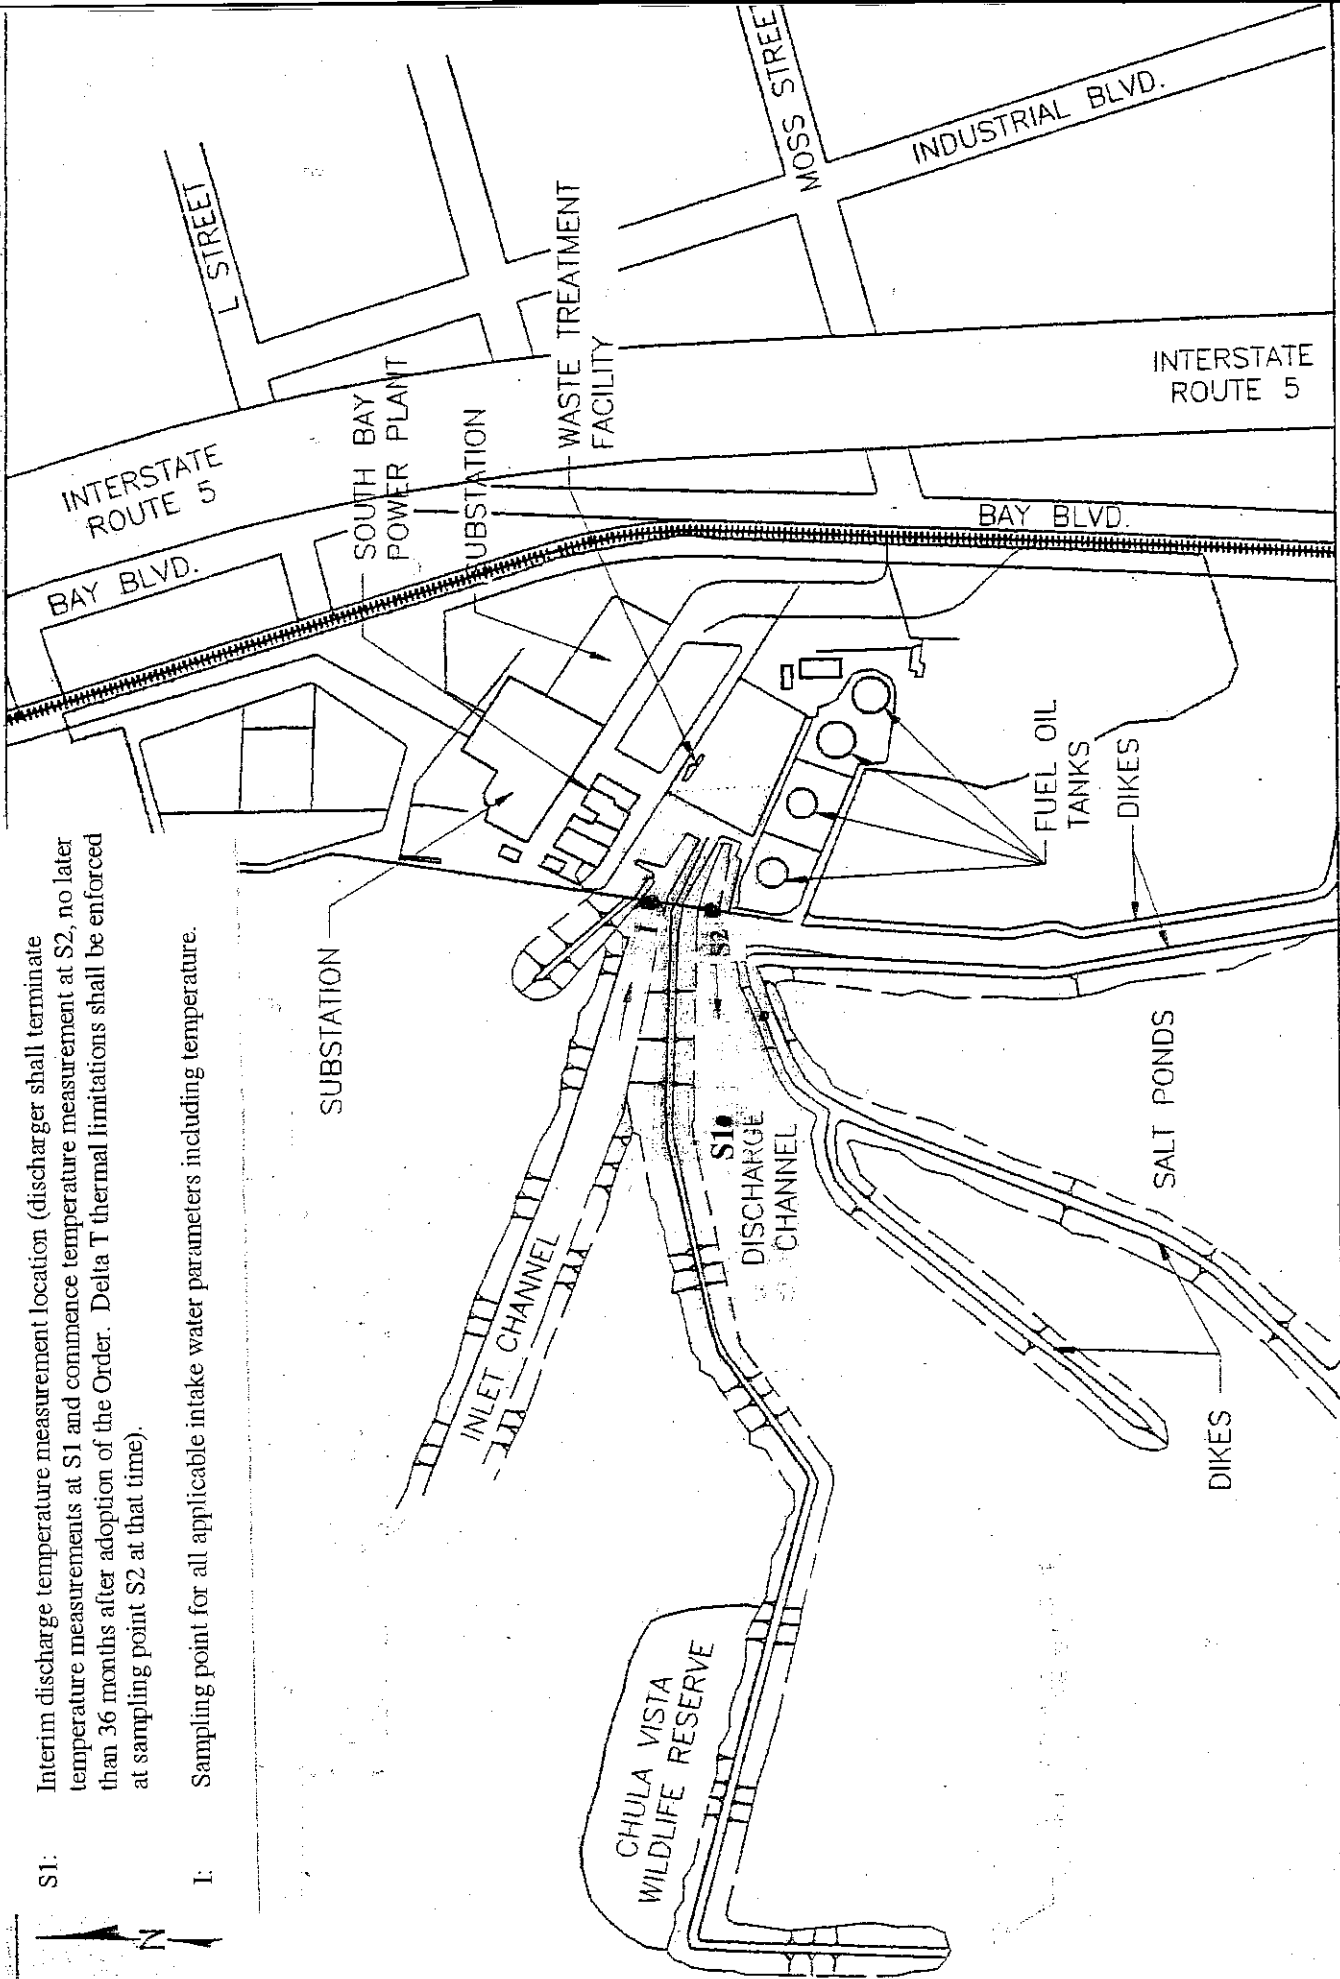 S1: Interim discharge temperature measurement location (discharger shall terminate
temperature measurements at S1 and commence temperature measurement at S2, no later
than 36 months after adoption of the Order. Delta T thermal limitations shall be enforced
at sampling point S2 at that time).
I: Sampling point for all applicable intake water parameters including temperature.
N
L STREET
MOSS STREET
INDUSTRIAL BLVD.
INTERSTATE
ROUTE 5
BAY BLVD.
SOUTH BAY
POWER PLANT
SUBSTATION
WASTE TREATMENT
FACILITY
INTERSTATE
ROUTE 5
BAY BLVD.
SUBSTATION
FUEL OIL
TANKS
DIKES
I
S2
S1
DISCHARGE
CHANNEL
INLET CHANNEL
SALT PONDS
DIKES
CHULA VISTA
WILDLIFE RESERVE